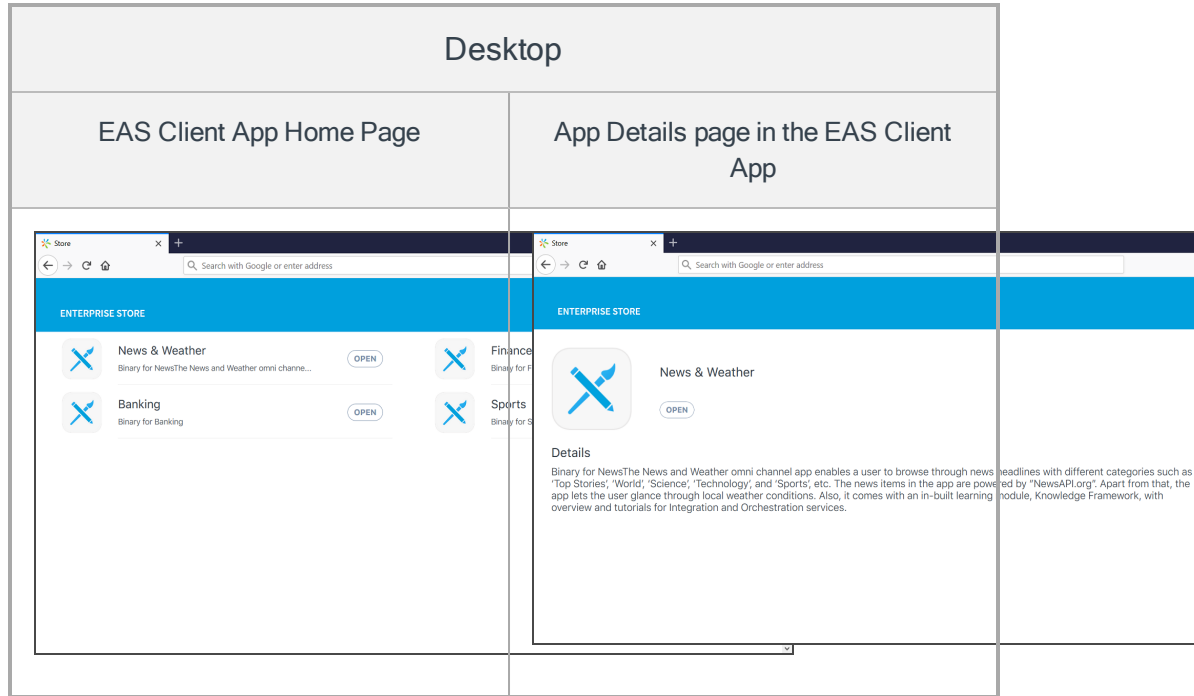 Desktop
EAS Client App Home Page
App Details page in the EAS Client
App
Store
Search with Google or enter address
ENTERPRISE STORE
News & Weather
Binary for NewsThe News and Weather omni channe...
OPEN
Finance
Binary for F
Banking
Binary for Banking
OPEN
Sports
Binary for S
Store
Search with Google or enter address
ENTERPRISE STORE
News & Weather
OPEN
Details
Binary for NewsThe News and Weather omni channel app enables a user to browse through news headlines with different categories such as
'Top Stories', 'World', 'Science', 'Technology', and 'Sports', etc. The news items in the app are powered by "NewsAPI.org". Apart from that, the
app lets the user glance through local weather conditions. Also, it comes with an in-built learning module, Knowledge Framework, with
overview and tutorials for Integration and Orchestration services.